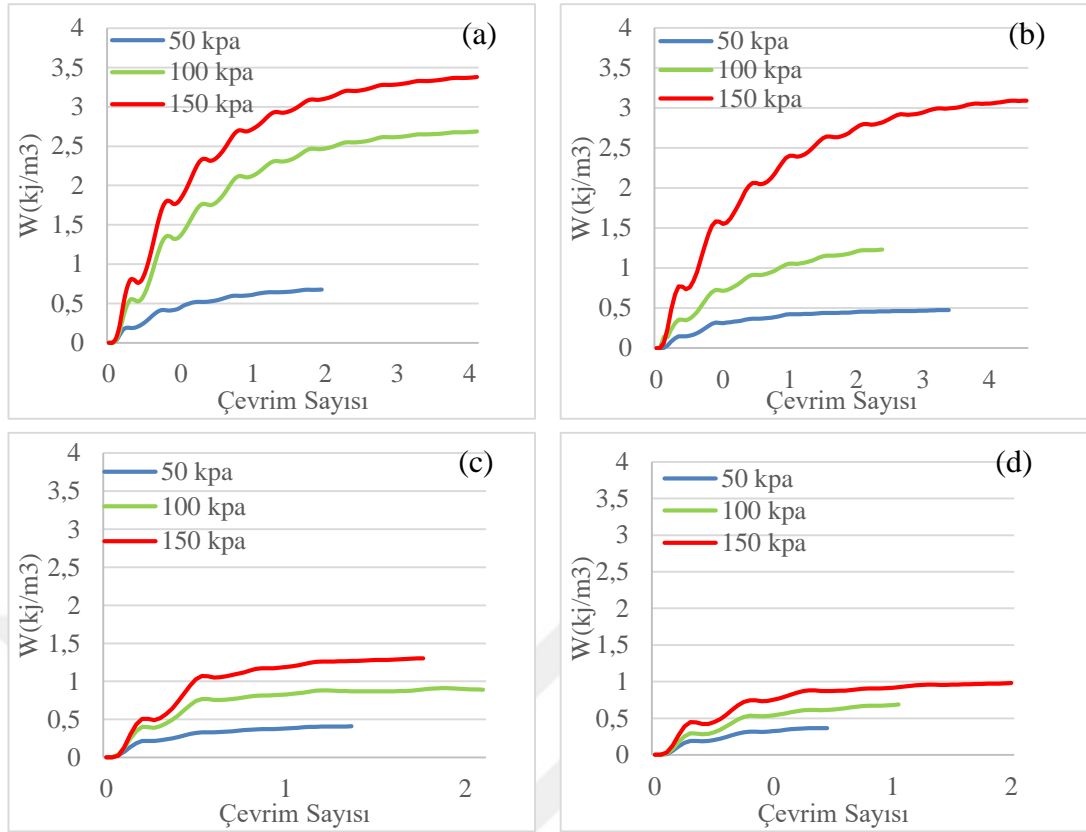 (a)
50 kpa
100 kpa
150 kpa
W(kj/m3)
4
3,5
3
2,5
2
1,5
1
0,5
0
0 0 1 2 3 4
Çevrim Sayısı
(b)
50 kpa
100 kpa
150 kpa
W(kj/m3)
4
3,5
3
2,5
2
1,5
1
0,5
0
0 0 1 2 3 4
Çevrim Sayısı
(c)
50 kpa
100 kpa
150 kpa
W(kj/m3)
4
3,5
3
2,5
2
1,5
1
0,5
0
0 1 2
Çevrim Sayısı
(d)
50 kpa
100 kpa
150 kpa
W(kj/m3)
4
3,5
3
2,5
2
1,5
1
0,5
0
0 0 1 2
Çevrim Sayısı